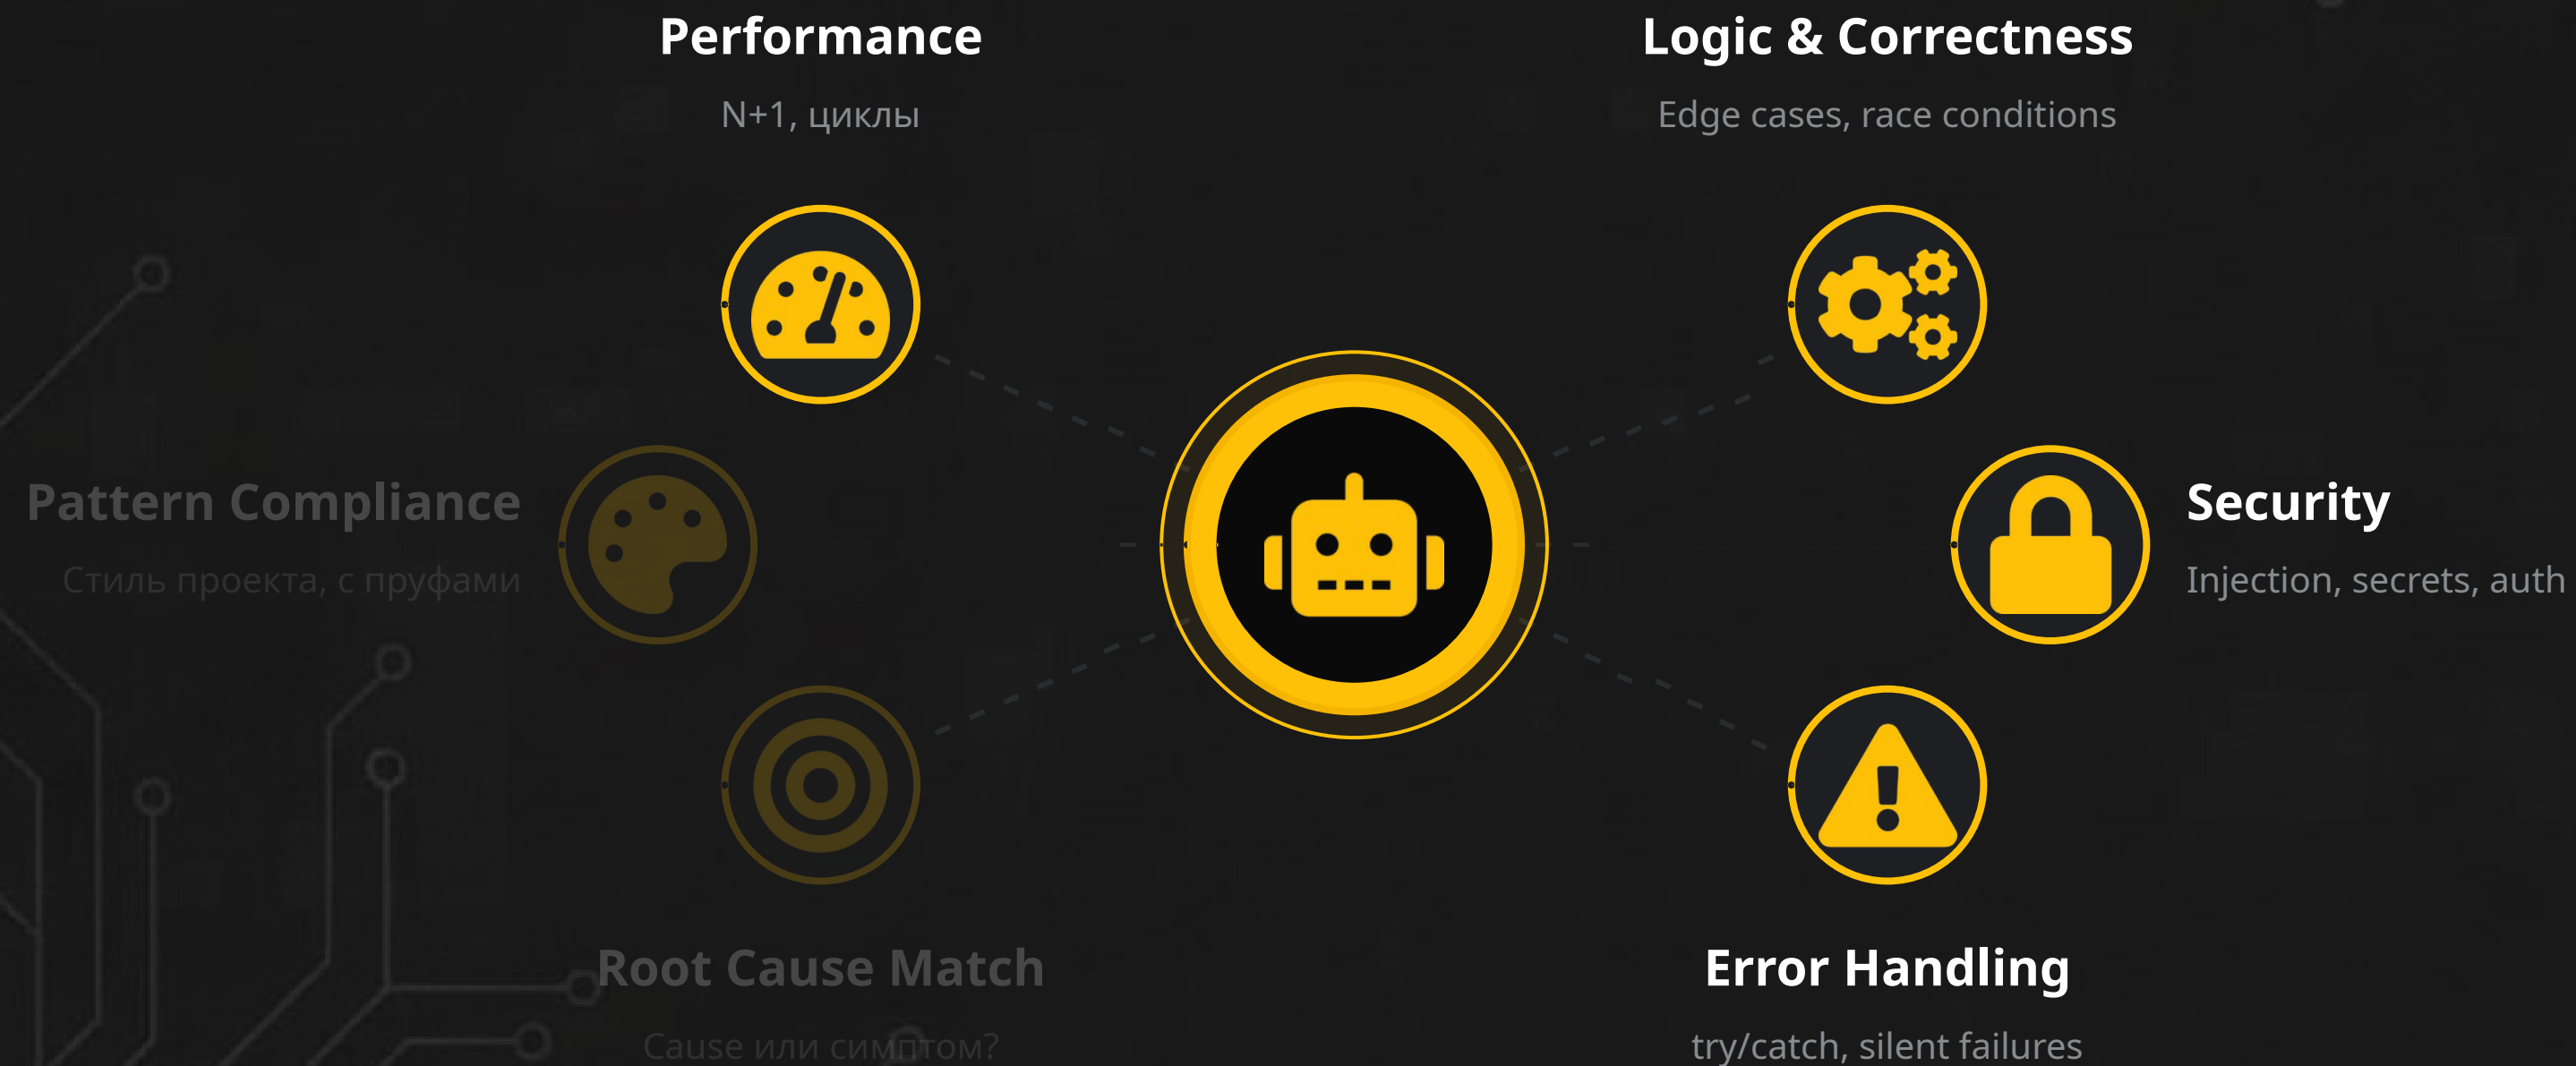 Performance
N+1, циклы
Logic & Correctness
Edge cases, race conditions
Pattern Compliance
Стиль проекта, с пруфами
Security
Injection, secrets, auth
Root Cause Match
Cause или симптом?
Error Handling
try/catch, silent failures